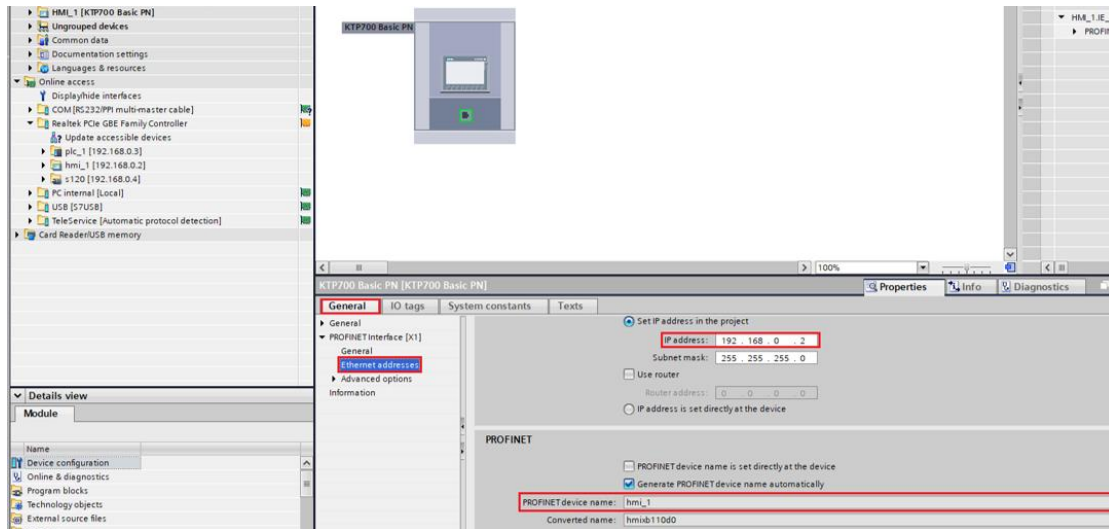 HMI_1 [KTP700 Basic PN]
Ungrouped devices
Common data
Documentation settings
Languages & resources
Online access
Display/hide interfaces
COM [RS232/PPI multi-master cable]
Realtek PCIe GBE Family Controller
Update accessible devices
plc_1 [192.168.0.3]
hmi_1 [192.168.0.2]
s120 [192.168.0.4]
PC internal [Local]
USB [S7USB]
TeleService [Automatic protocol detection]
Card Reader/USB memory
Details view
Module
Name
Device configuration
Online & diagnostics
Program blocks
Technology objects
External source files
KTP700 Basic PN
HMI_1.IE_
PROFI
100%
KTP700 Basic PN [KTP700 Basic PN]
Properties
Info
Diagnostics
General
IO tags
System constants
Texts
General
PROFINET Interface [X1]
General
Ethernet addresses
Advanced options
Information
Set IP address in the project
IP address: 192 . 168 . 0 . 2
Subnet mask: 255 . 255 . 255 . 0
Use router
Router address: 0 . 0 . 0 . 0
IP address is set directly at the device
PROFINET
PROFINET device name is set directly at the device
Generate PROFINET device name automatically
PROFINET device name: hmi_1
Converted name: hmixb110d0